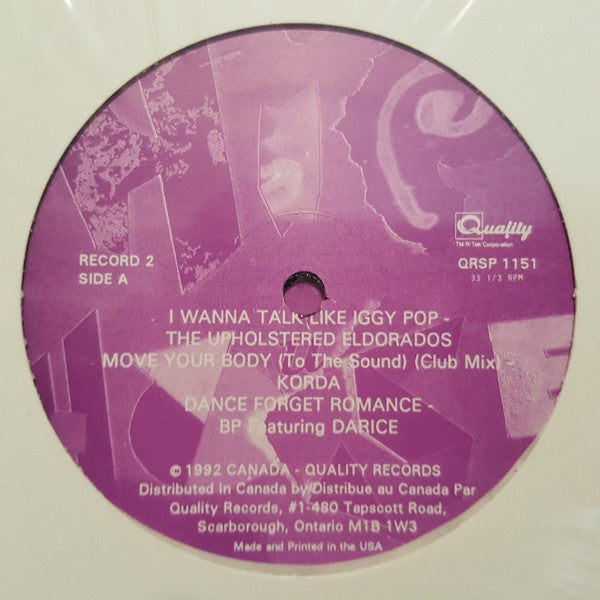 Quality
TM R-Tek Corporation
RECORD 2
SIDE A
QRSP 1151
33 1/3 RPM
I WANNA TALK LIKE IGGY POP -
THE UPHOLSTERED ELDORADOS
MOVE YOUR BODY (To The Sound) (Club Mix) -
KORDA
DANCE FORGET ROMANCE -
BP Featuring DARICE
© 1992 CANADA - QUALITY RECORDS
Distributed in Canada by/Distribue au Canada Par
Quality Records, #1-480 Tapscott Road,
Scarborough, Ontario M1B 1W3
Made and Printed in the USA